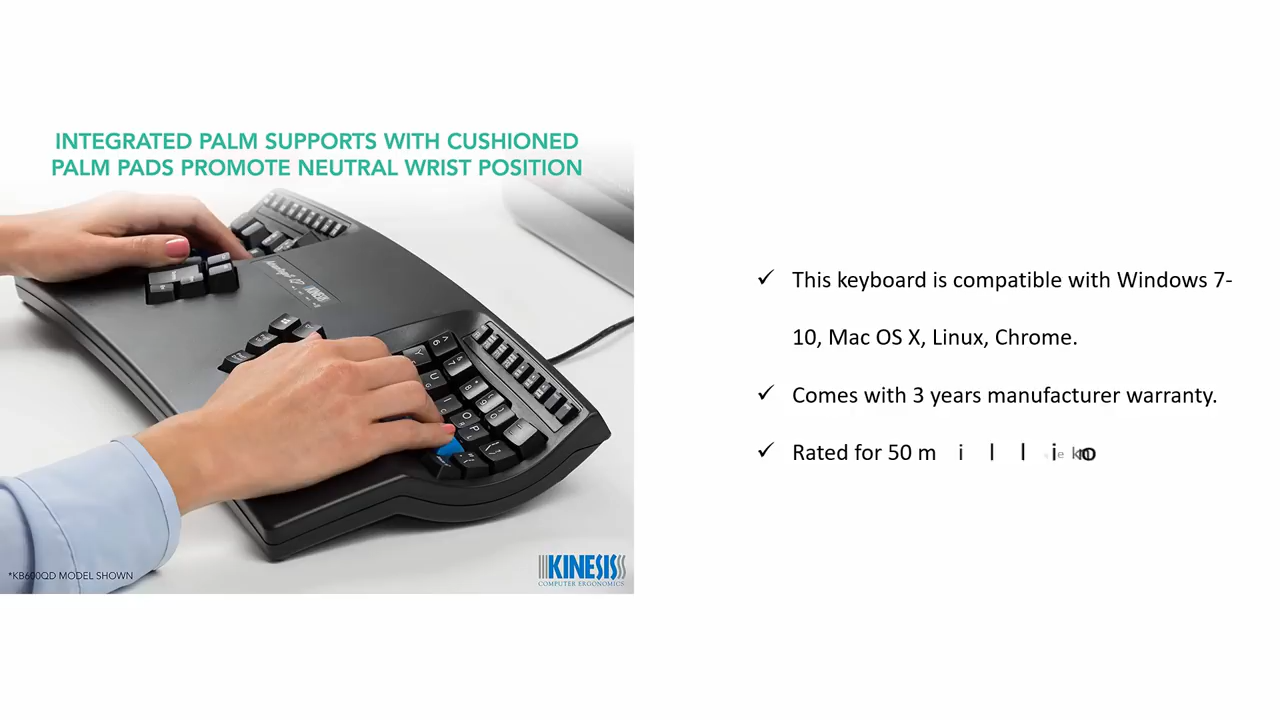 INTEGRATED PALM SUPPORTS WITH CUSHIONED
PALM PADS PROMOTE NEUTRAL WRIST POSITION
KINESIS
COMPUTER ERGONOMICS
*KB600QD MODEL SHOWN
✓ This keyboard is compatible with Windows 7-
10, Mac OS X, Linux, Chrome.
✓ Comes with 3 years manufacturer warranty.
✓ Rated for 50 m i l l i o